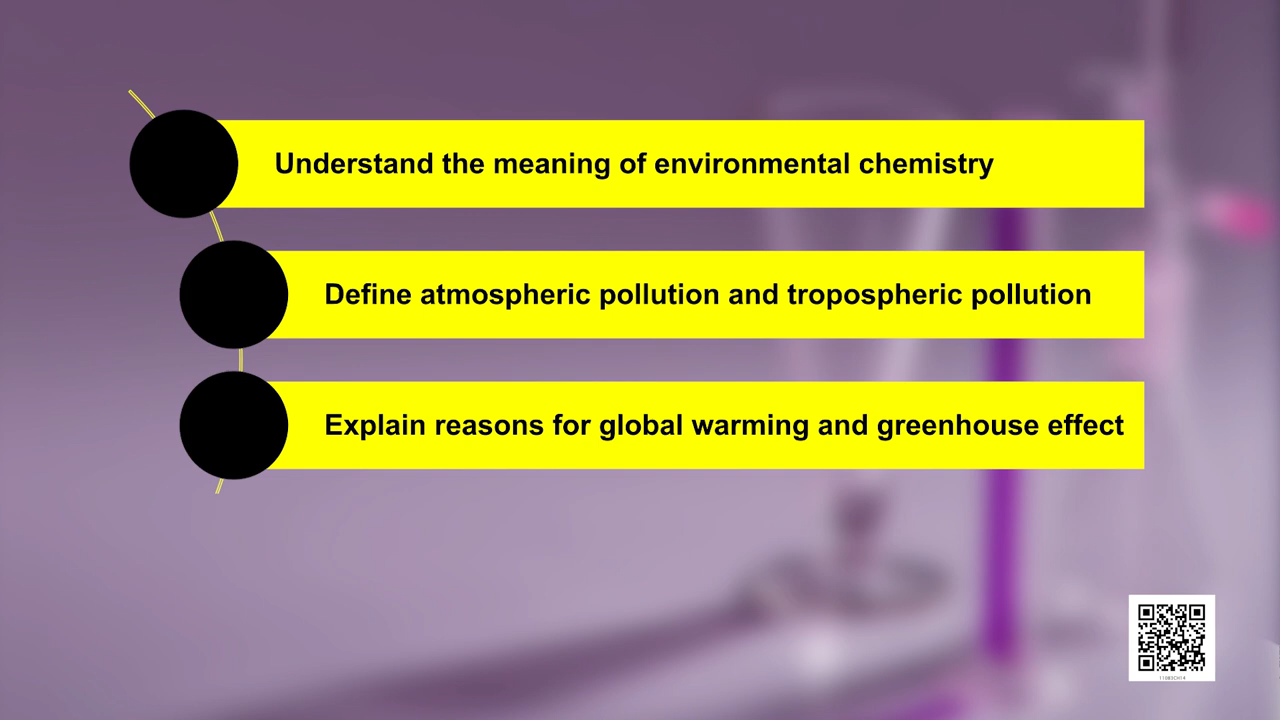 Understand the meaning of environmental chemistry
Define atmospheric pollution and tropospheric pollution
Explain reasons for global warming and greenhouse effect